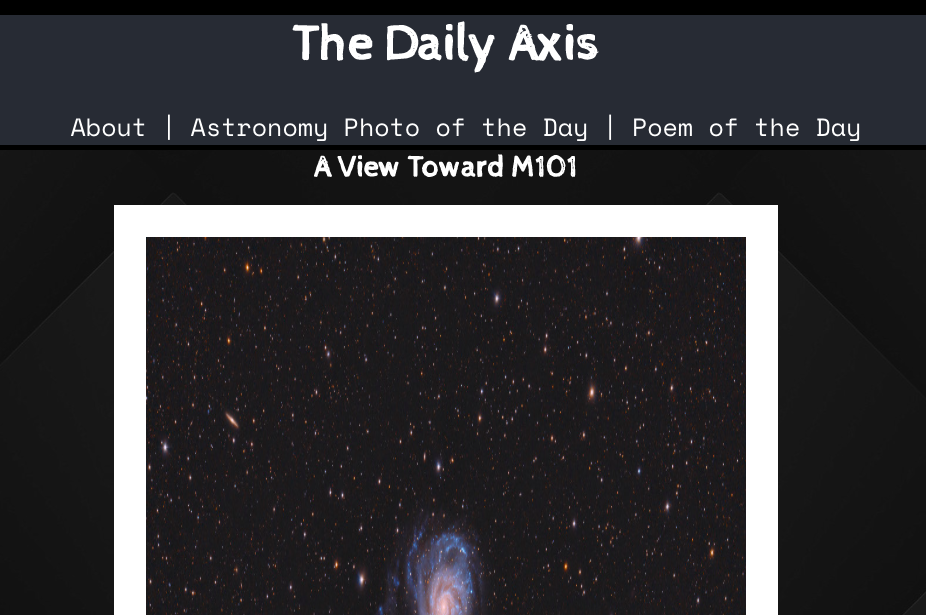 The Daily Axis
About | Astronomy Photo of the Day | Poem of the Day
A View Toward M101